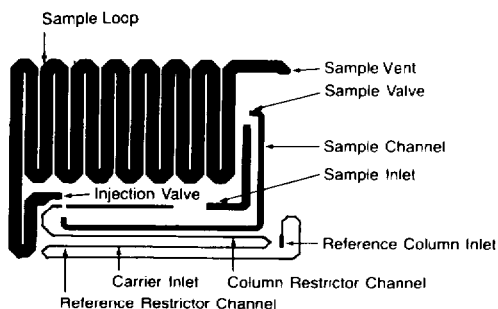 Sample Loop
Sample Vent
Sample Valve
Sample Channel
Sample Inlet
Injection Valve
Reference Column Inlet
Carrier Inlet
Column Restrictor Channel
Reference Restrictor Channel